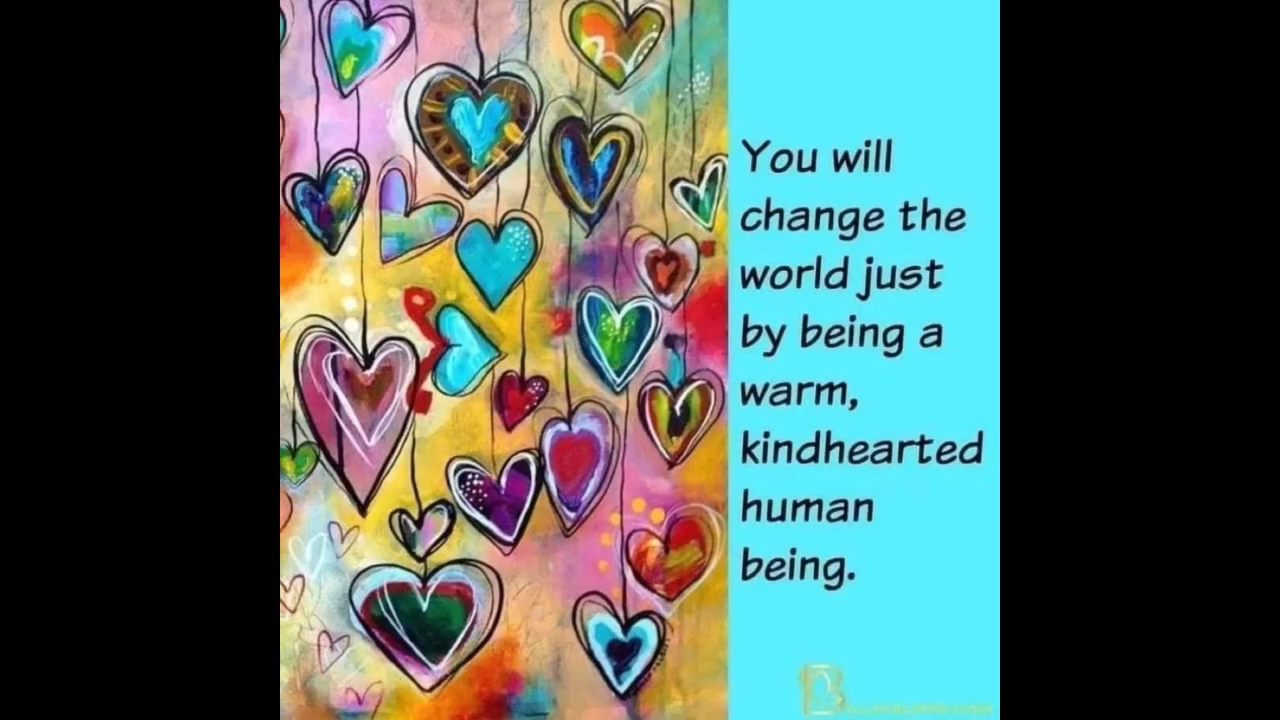 You will
change the
world just
by being a
warm,
kindhearted
human
being.